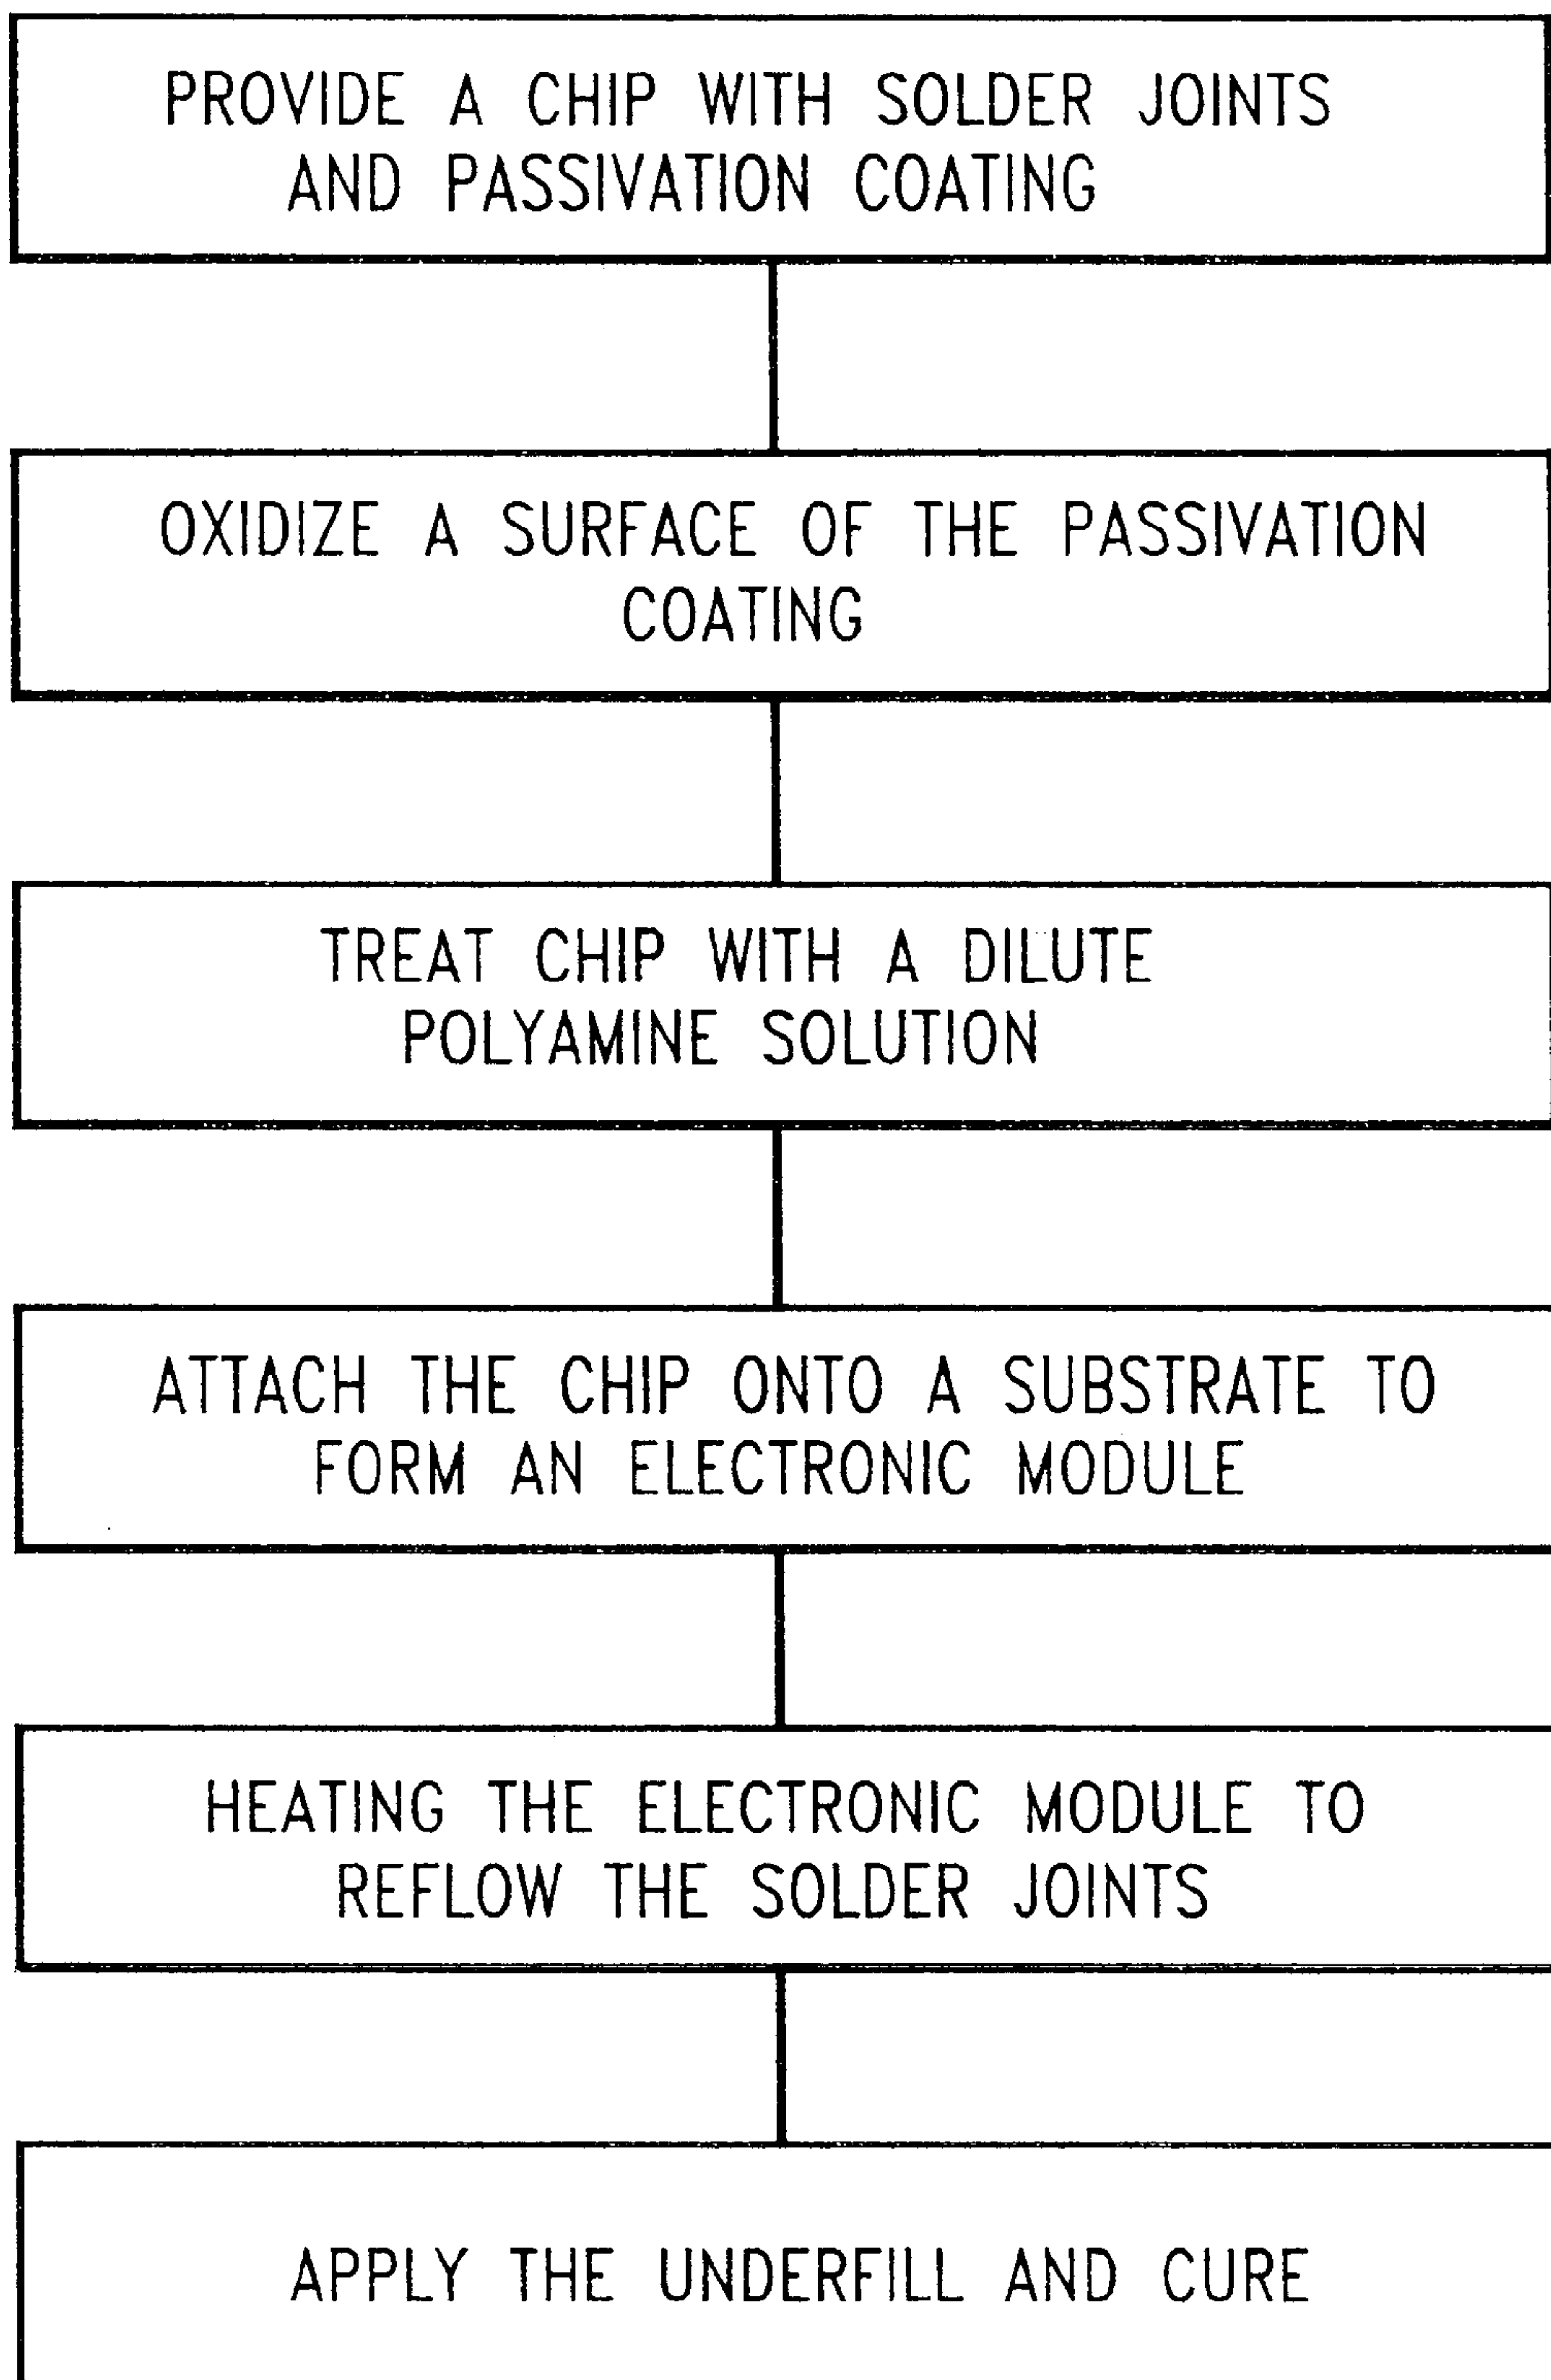 PROVIDE A CHIP WITH SOLDER JOINTS
AND PASSIVATION COATING
OXIDIZE A SURFACE OF THE PASSIVATION
COATING
TREAT CHIP WITH A DILUTE
POLYAMINE SOLUTION
ATTACH THE CHIP ONTO A SUBSTRATE TO
FORM AN ELECTRONIC MODULE
HEATING THE ELECTRONIC MODULE TO
REFLOW THE SOLDER JOINTS
APPLY THE UNDERFILL AND CURE